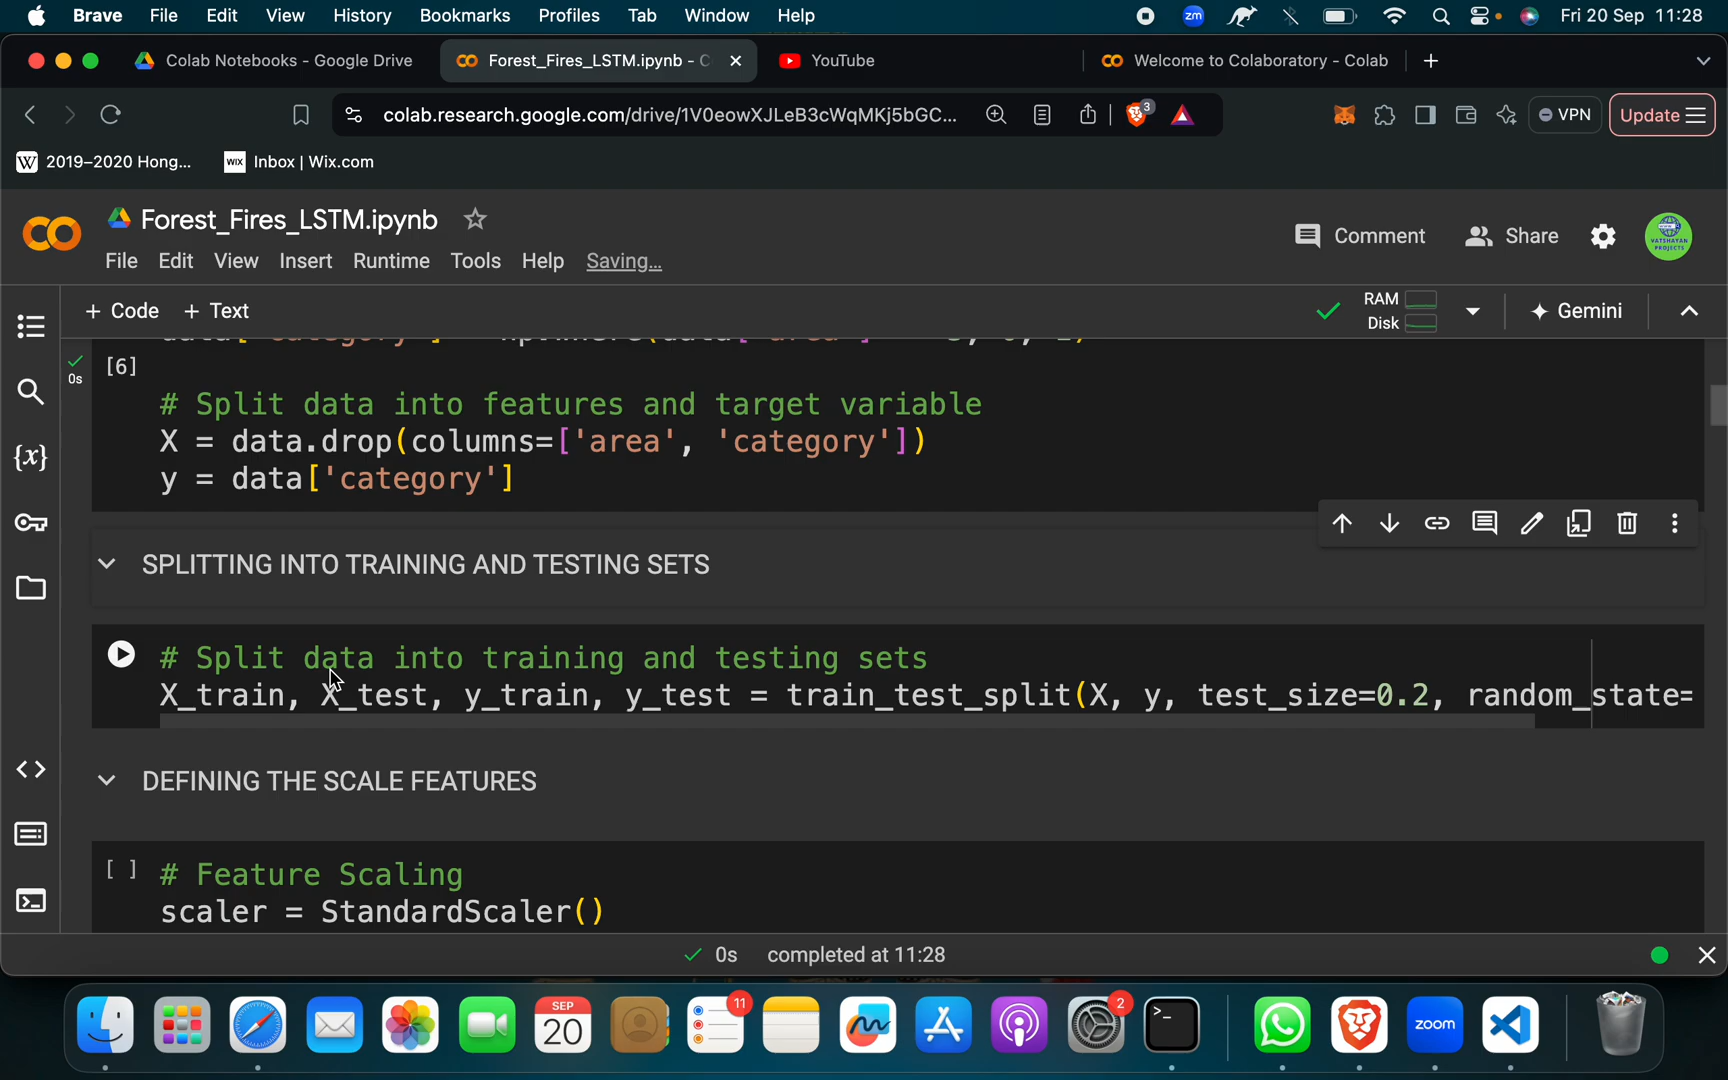 Brave File Edit View History Bookmarks Profiles Tab Window Help zm Fri 20 Sep 11:28
Colab Notebooks - Google Drive Forest_Fires_LSTM.ipynb - C YouTube Welcome to Colaboratory - Colab
colab.research.google.com/drive/1V0eowXJLeB3cWqMKj5bGC... 3 VPN Update
W 2019–2020 Hong... WIX Inbox | Wix.com
Forest_Fires_LSTM.ipynb Comment Share VATSHAYAN PROJECTS
File Edit View Insert Runtime Tools Help Saving...
+ Code + Text RAM Disk Gemini
0s [6]
# Split data into features and target variable
X = data.drop(columns=['area', 'category'])
y = data['category']
{x}
SPLITTING INTO TRAINING AND TESTING SETS
# Split data into training and testing sets
X_train, X_test, y_train, y_test = train_test_split(X, y, test_size=0.2, random_state=
DEFINING THE SCALE FEATURES
[ ] # Feature Scaling
scaler = StandardScaler()
0s completed at 11:28
SEP 20 11 2 zoom